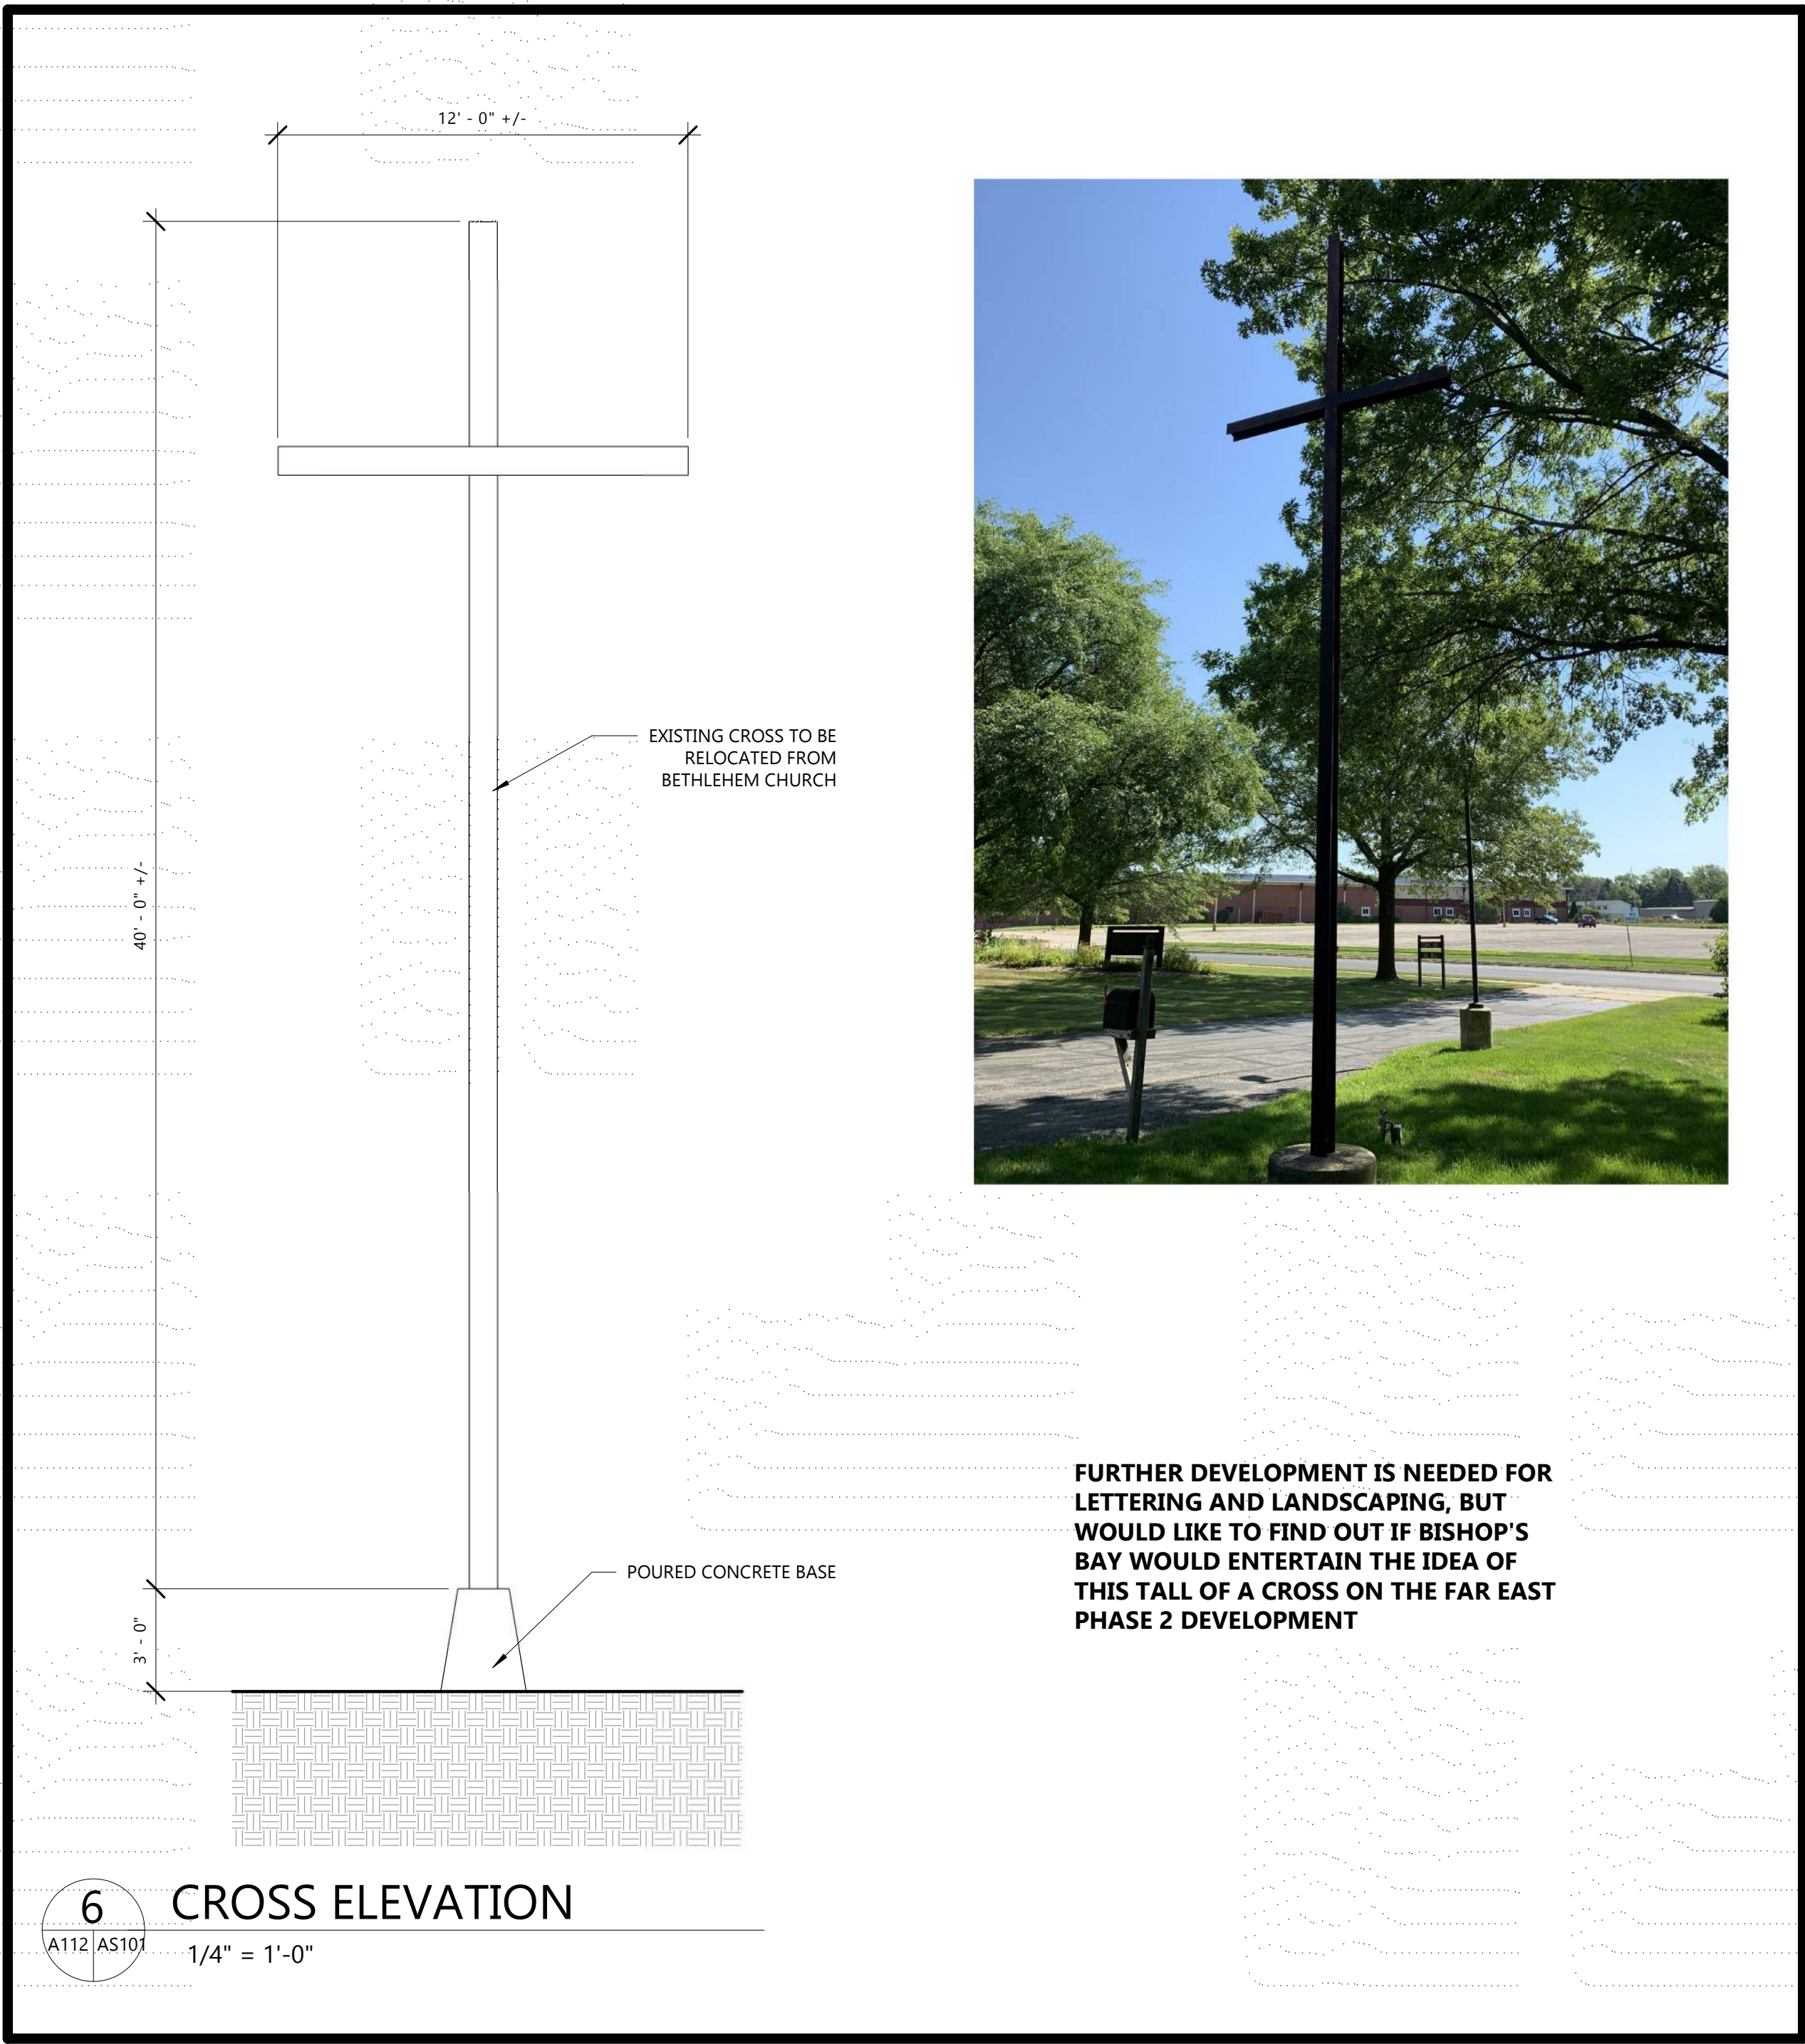 12' - 0" +/-
EXISTING CROSS TO BE
RELOCATED FROM
BETHLEHEM CHURCH
40' - 0" +/-
POURED CONCRETE BASE
3' - 0"
FURTHER DEVELOPMENT IS NEEDED FOR
LETTERING AND LANDSCAPING, BUT
WOULD LIKE TO FIND OUT IF BISHOP'S
BAY WOULD ENTERTAIN THE IDEA OF
THIS TALL OF A CROSS ON THE FAR EAST
PHASE 2 DEVELOPMENT
6
A112 AS101
CROSS ELEVATION
1/4" = 1'-0"